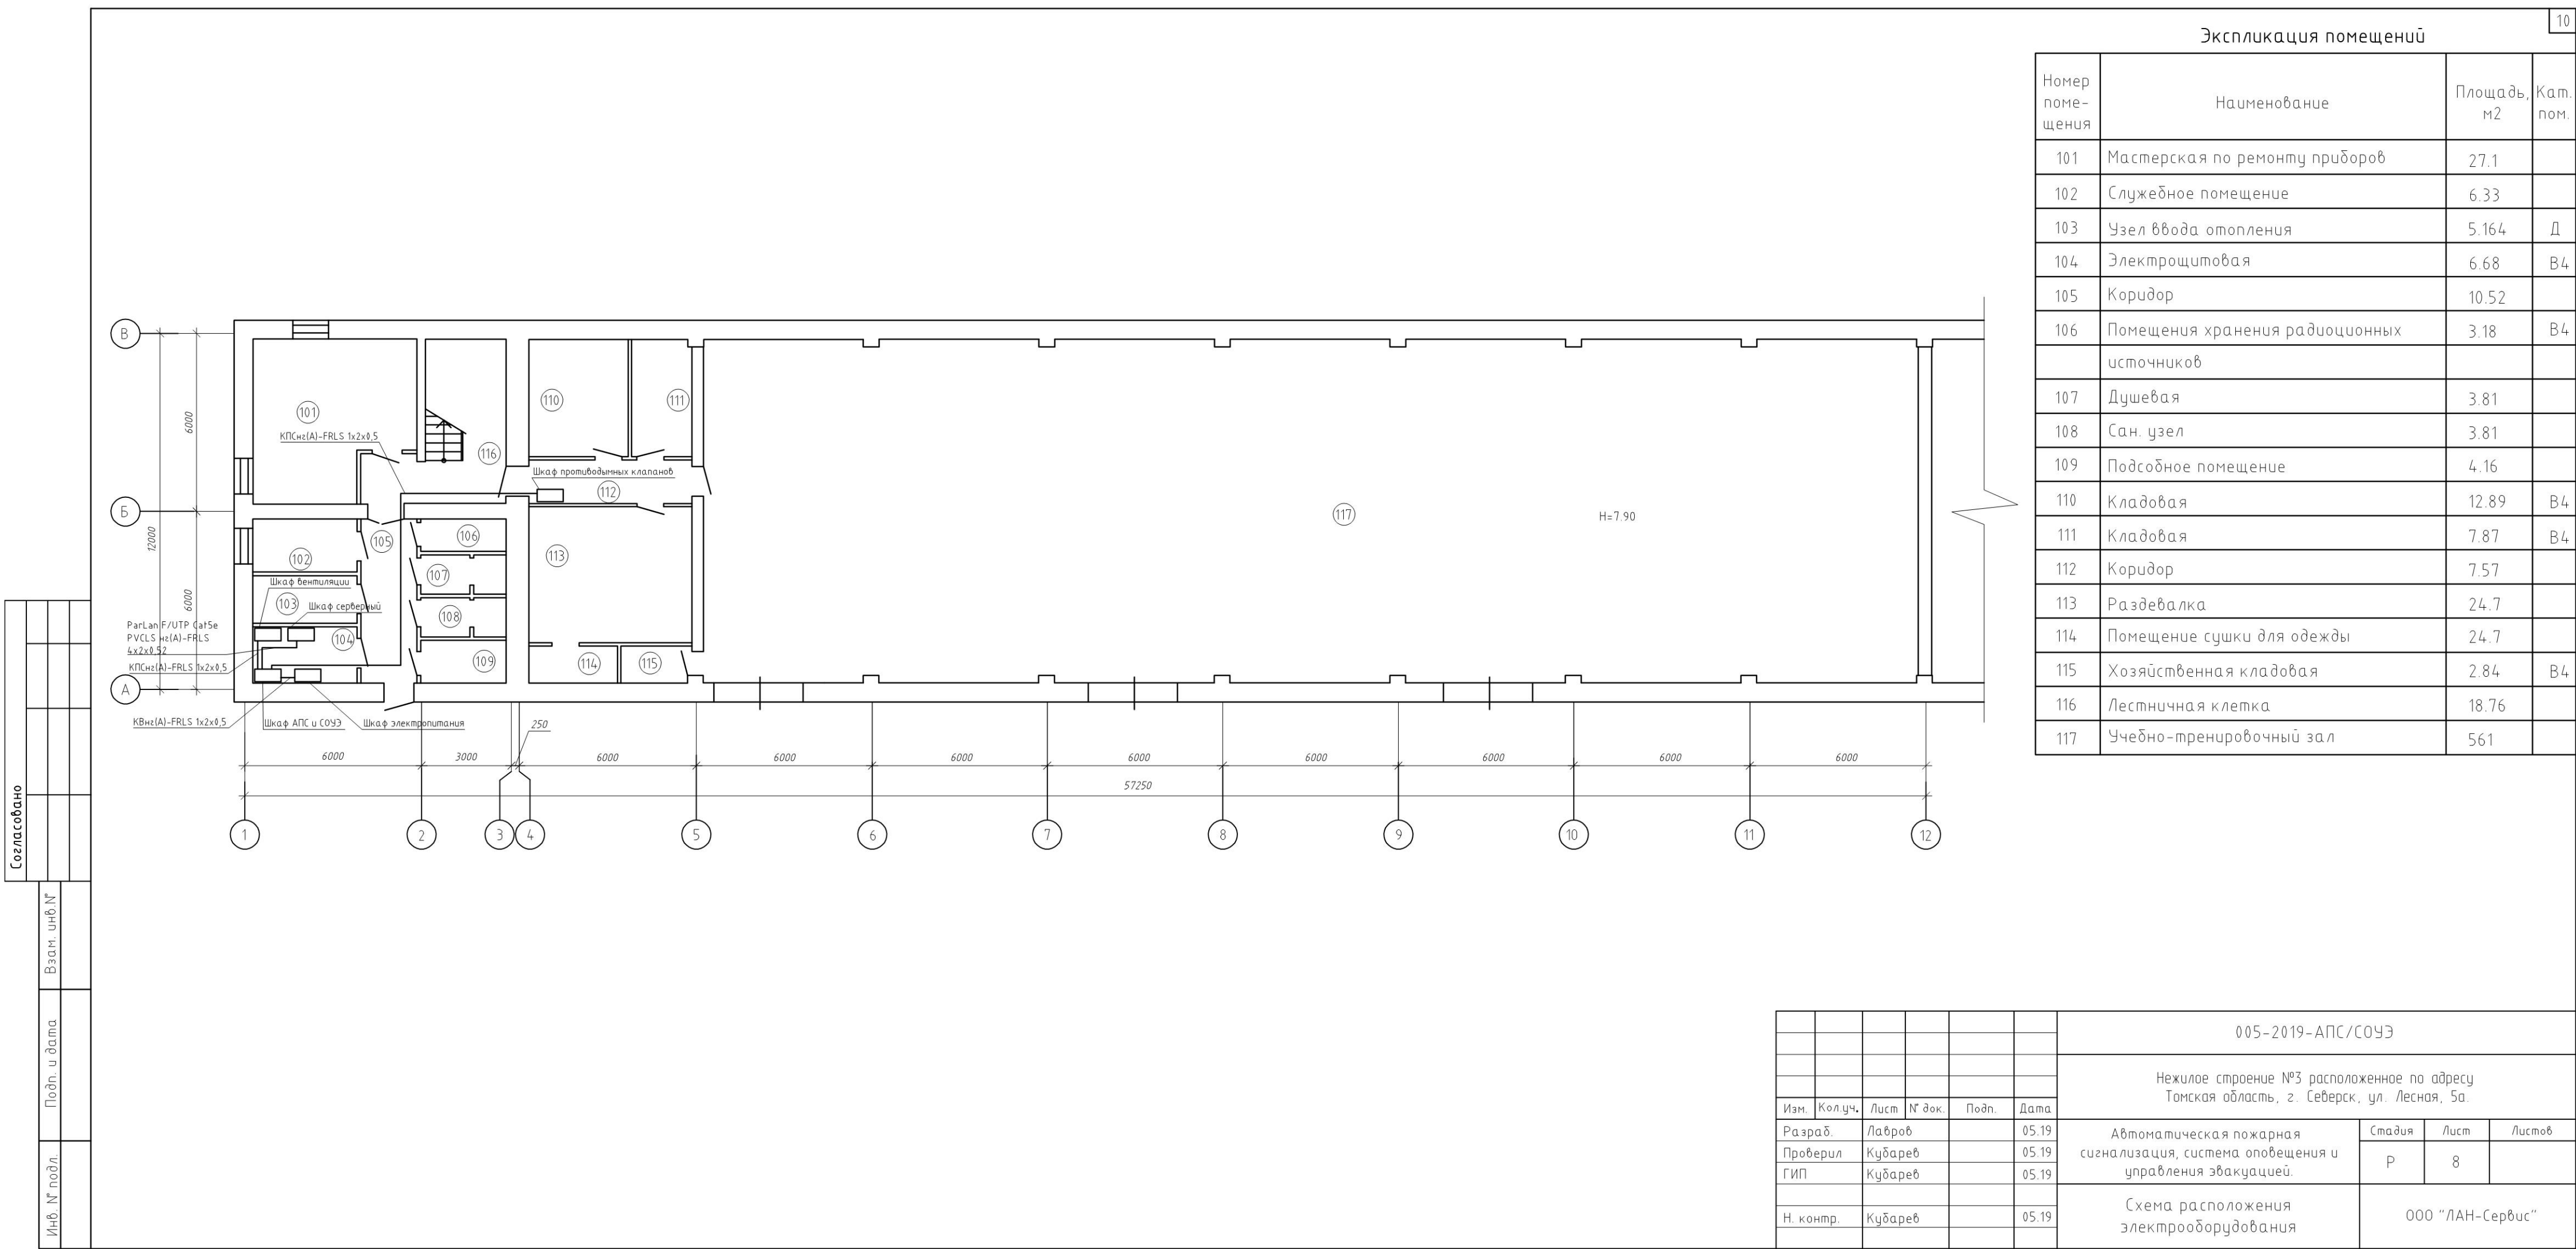 10
Экспликация помещений
Номер поме- щения Наименование Площадь, м2 Кат. пом.
101 Мастерская по ремонту приборов 27.1
102 Служебное помещение 6.33
103 Узел ввода отопления 5.164 Д
104 Электрощитовая 6.68 В4
105 Коридор 10.52
106 Помещения хранения радиоционных 3.18 В4
источников
107 Душевая 3.81
108 Сан. узел 3.81
109 Подсобное помещение 4.16
110 Кладовая 12.89 В4
111 Кладовая 7.87 В4
112 Коридор 7.57
113 Раздевалка 24.7
114 Помещение сушки для одежды 24.7
115 Хозяйственная кладовая 2.84 В4
116 Лестничная клетка 18.76
117 Учебно-тренировочный зал 561
В
Б
А
6000
12000
6000
101
КПСнг(А)-FRLS 1х2х0,5
116
110
111
Шкаф противодымных клапанов
112
117
Н=7.90
113
105
106
102
107
Шкаф вентиляции
103
Шкаф серверный
108
ParLan F/UTP Cat5e
PVCLS нг(А)-FRLS
4х2х0,52
104
КПСнг(А)-FRLS 1х2х0,5
109
114
115
КВнг(А)-FRLS 1х2х0,5
Шкаф АПС и СОУЭ
Шкаф электропитания
250
6000 3000 6000 6000 6000 6000 6000 6000 6000 6000
57250
1 2 3 4 5 6 7 8 9 10 11 12
Согласовано
Взам. инв.N°
Подп. и дата
Инв. N° подл.
005-2019-АПС/СОУЭ
Нежилое строение №3 расположенное по адресу
Томская область, г. Северск, ул. Лесная, 5а.
Изм. Кол.уч. Лист N° док. Подп. Дата
Разраб. Лавров 05.19
Проверил Кубарев 05.19
ГИП Кубарев 05.19
Н. контр. Кубарев 05.19
Автоматическая пожарная
сигнализация, система оповещения и
управления эвакуацией.
Стадия Лист Листов
Р 8
Схема расположения
электрооборудования
ООО "ЛАН-Сервис"